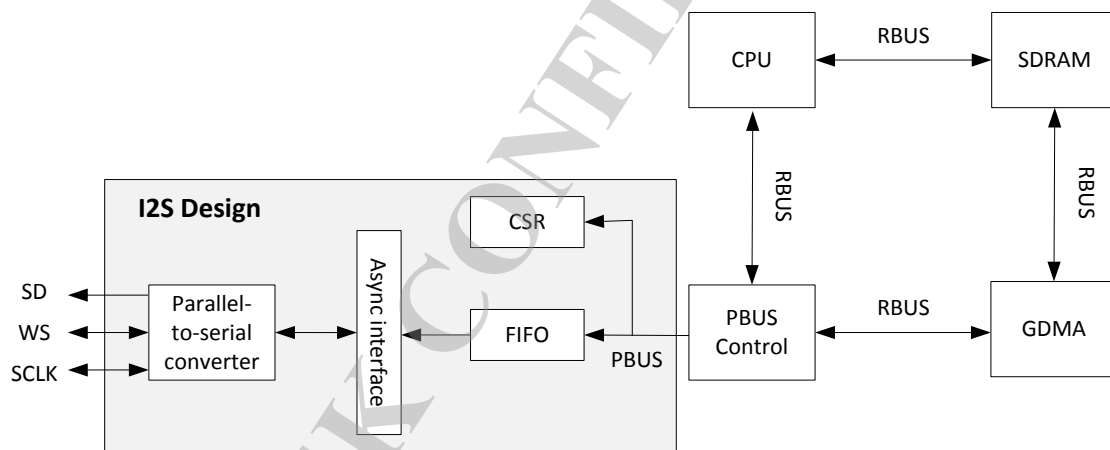 RBUS
CPU
SDRAM
RBUS
RBUS
I2S Design
CSR
Async interface
SD
WS
SCLK
Parallel-
to-serial
converter
FIFO
PBUS
PBUS
Control
RBUS
GDMA